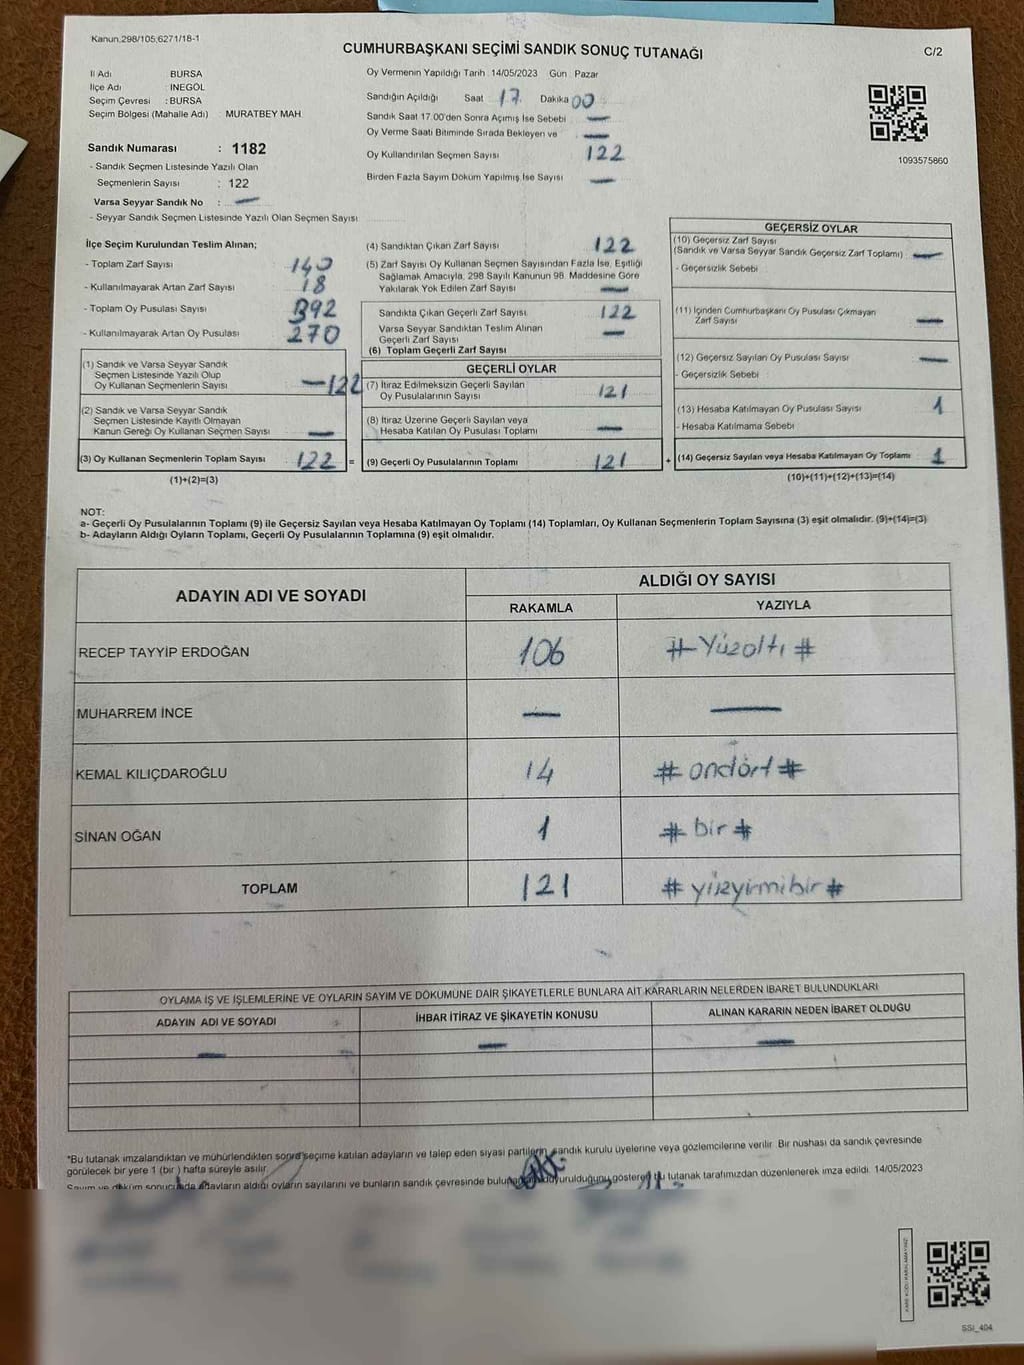 Kanun,298/105,6271/18-1
CUMHURBAŞKANI SEÇİMİ SANDIK SONUÇ TUTANAĞI
C/2
İl Adı BURSA
İlçe Adı : İNEGÖL
Seçim Çevresi : BURSA
Seçim Bölgesi (Mahalle Adı) MURATBEY MAH.
Sandık Numarası : 1182
- Sandık Seçmen Listesinde Yazılı Olan
Seçmenlerin Sayısı : 122
Varsa Seyyar Sandık No : —
- Seyyar Sandık Seçmen Listesinde Yazılı Olan Seçmen Sayısı
Oy Vermenin Yapıldığı Tarih 14/05/2023 Gün : Pazar
Sandığın Açıldığı Saat 17 Dakika 00
Sandık Saat 17.00'den Sonra Açımış İse Sebebi —
Oy Verme Saati Bitiminde Sırada Bekleyen ve —
Oy Kullandırılan Seçmen Sayısı 122
Birden Fazla Sayım Döküm Yapılmış İse Sayısı —
1093575860
İlçe Seçim Kurulundan Teslim Alınan;
- Toplam Zarf Sayısı 140
- Kullanılmayarak Artan Zarf Sayısı 18
- Toplam Oy Pusulası Sayısı 392
- Kullanılmayarak Artan Oy Pusulası 270
(4) Sandıktan Çıkan Zarf Sayısı 122
(5) Zarf Sayısı Oy Kullanan Seçmen Sayısından Fazla İse, Eşitliği
Sağlamak Amacıyla, 298 Sayılı Kanunun 98. Maddesine Göre
Yakılarak Yok Edilen Zarf Sayısı —
Sandıkta Çıkan Geçerli Zarf Sayısı 122
Varsa Seyyar Sandıktan Teslim Alınan
Geçerli Zarf Sayısı —
(6) Toplam Geçerli Zarf Sayısı
GEÇERSİZ OYLAR
(10) Geçersiz Zarf Sayısı
(Sandık ve Varsa Seyyar Sandık Geçersiz Zarf Toplamı) : —
- Geçersizlik Sebebi
(11) İçinden Cumhurbaşkanı Oy Pusulası Çıkmayan
Zarf Sayısı —
(12) Geçersiz Sayılan Oy Pusulası Sayısı —
- Geçersizlik Sebebi
(13) Hesaba Katılmayan Oy Pusulası Sayısı 1
- Hesaba Katılmama Sebebi
(14) Geçersiz Sayılan veya Hesaba Katılmayan Oy Toplamı 1
(10)+(11)+(12)+(13)=(14)
(1) Sandık ve Varsa Seyyar Sandık
Seçmen Listesinde Yazılı Olup
Oy Kullanan Seçmenlerin Sayısı —122
(2) Sandık ve Varsa Seyyar Sandık
Seçmen Listesinde Kayıtlı Olmayan
Kanun Gereği Oy Kullanan Seçmen Sayısı —
(3) Oy Kullanan Seçmenlerin Toplam Sayısı 122 =
(1)+(2)=(3)
GEÇERLİ OYLAR
(7) İtiraz Edilmeksizin Geçerli Sayılan
Oy Pusulalarının Sayısı 121
(8) İtiraz Üzerine Geçerli Sayılan veya
Hesaba Katılan Oy Pusulası Toplamı —
(9) Geçerli Oy Pusulalarının Toplamı 121 +
NOT:
a- Geçerli Oy Pusulalarının Toplamı (9) ile Geçersiz Sayılan veya Hesaba Katılmayan Oy Toplamı (14) Toplamları, Oy Kullanan Seçmenlerin Toplam Sayısına (3) eşit olmalıdır. (9)+(14)=(3)
b- Adayların Aldığı Oyların Toplamı, Geçerli Oy Pusulalarının Toplamına (9) eşit olmalıdır.
ADAYIN ADI VE SOYADI
ALDIĞI OY SAYISI
RAKAMLA YAZIYLA
RECEP TAYYİP ERDOĞAN 106 # Yüzaltı #
MUHARREM İNCE — —
KEMAL KILIÇDAROĞLU 14 # ondört #
SİNAN OĞAN 1 # bir #
TOPLAM 121 # yüzyirmibir #
OYLAMA İŞ VE İŞLEMLERİNE VE OYLARIN SAYIM VE DÖKÜMÜNE DAİR ŞİKAYETLERLE BUNLARA AİT KARARLARIN NELERDEN İBARET BULUNDUKLARI
ADAYIN ADI VE SOYADI İHBAR İTİRAZ VE ŞİKAYETİN KONUSU ALINAN KARARIN NEDEN İBARET OLDUĞU
— — —
*Bu tutanak imzalandıktan ve mühürlendikten sonra seçime katılan adayların ve talep eden siyasi partilerin sandık kurulu üyelerine veya gözlemcilerine verilir. Bir nüshası da sandık çevresinde
görülecek bir yere 1 (bir ) hafta süreyle asılır.
Sayım ve döküm sonucunda adayların aldığı oyların sayılarını ve bunların sandık çevresinde duyurulduğunu gösteren bu tutanak tarafımızdan düzenlenerek imza edildi. 14/05/2023
SSİ_404